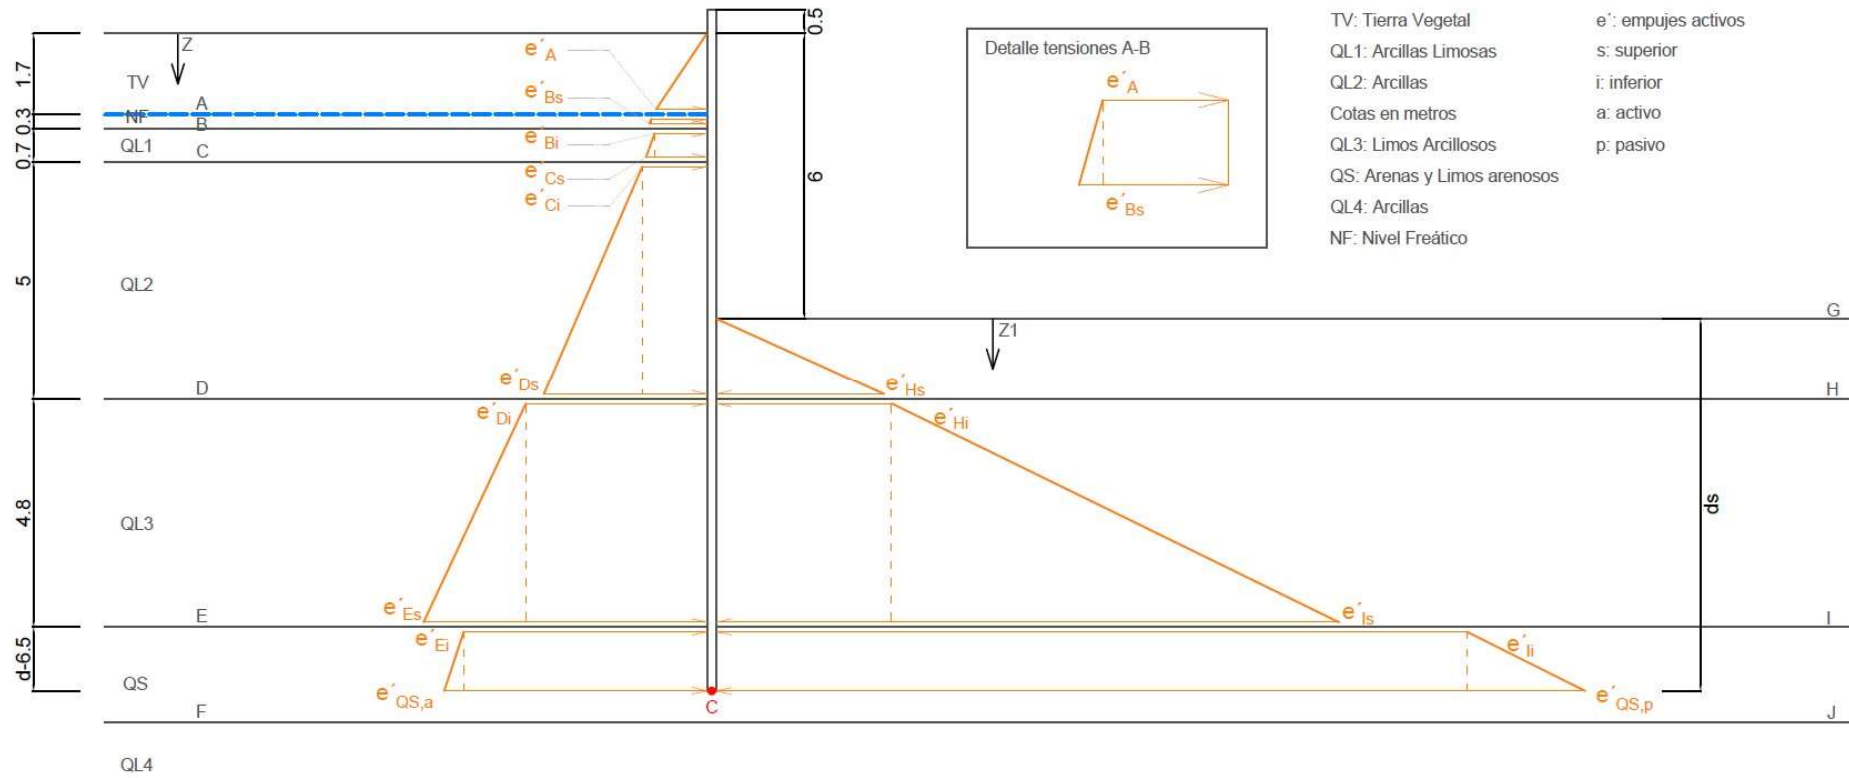 0.5
TV: Tierra Vegetal
e´: empujes activos
Z
e´A
Detalle tensiones A-B
QL1: Arcillas Limosas
s: superior
1.7
TV
e´A
QL2: Arcillas
i: inferior
e´Bs
A
Cotas en metros
a: activo
0.3
NF
B
e´Bi
QL1
C
QL3: Limos Arcillosos
p: pasivo
0.7
e´Cs
6
QS: Arenas y Limos arenosos
e´Ci
e´Bs
QL4: Arcillas
NF: Nivel Freático
5
QL2
G
Z1
e´Ds
e´Hs
D
H
e´Di
e´Hi
4.8
QL3
ds
e´Es
e´Is
E
I
e´Ei
e´Ii
d-6.5
QS
e´QS,a
C
e´QS,p
F
J
QL4